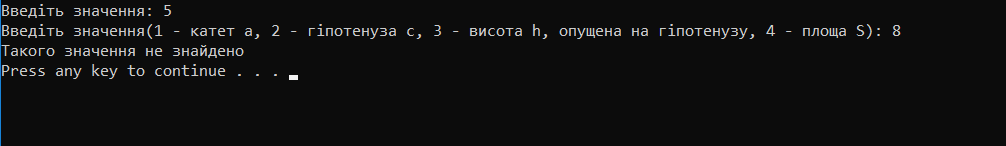 Введіть значення: 5
Введіть значення(1 - катет a, 2 - гіпотенуза c, 3 - висота h, опущена на гіпотенузу, 4 - площа S): 8
Такого значення не знайдено
Press any key to continue . . .